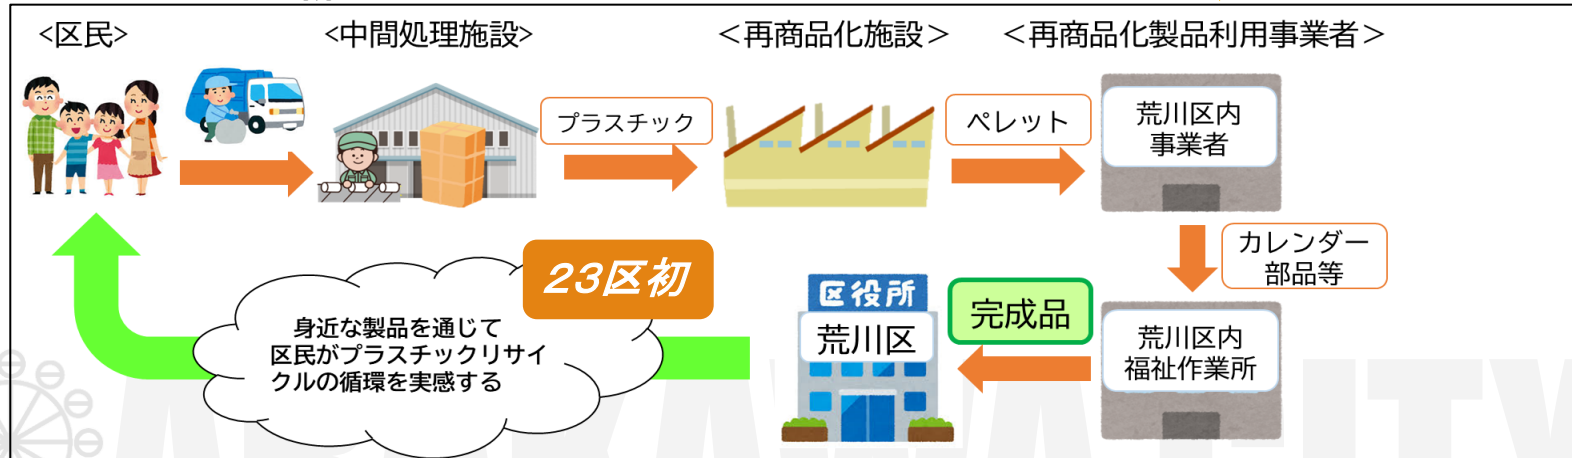 <区民>
<中間処理施設>
＜再商品化施設＞
＜再商品化製品利用事業者＞
プラスチック
ペレット
荒川区内
事業者
カレンダー
部品等
23区初
身近な製品を通じて
区民がプラスチックリサイ
クルの循環を実感する
区役所
荒川区
完成品
荒川区内
福祉作業所